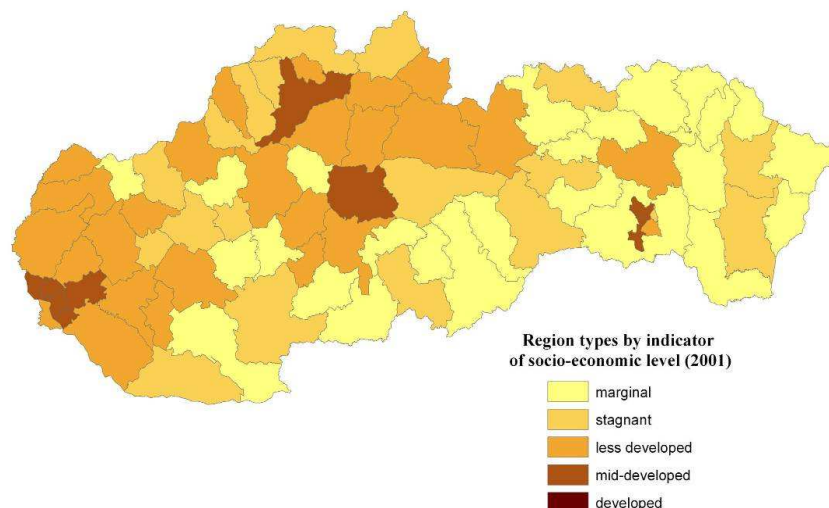 Region types by indicator
of socio-economic level (2001)
marginal
stagnant
less developed
mid-developed
developed